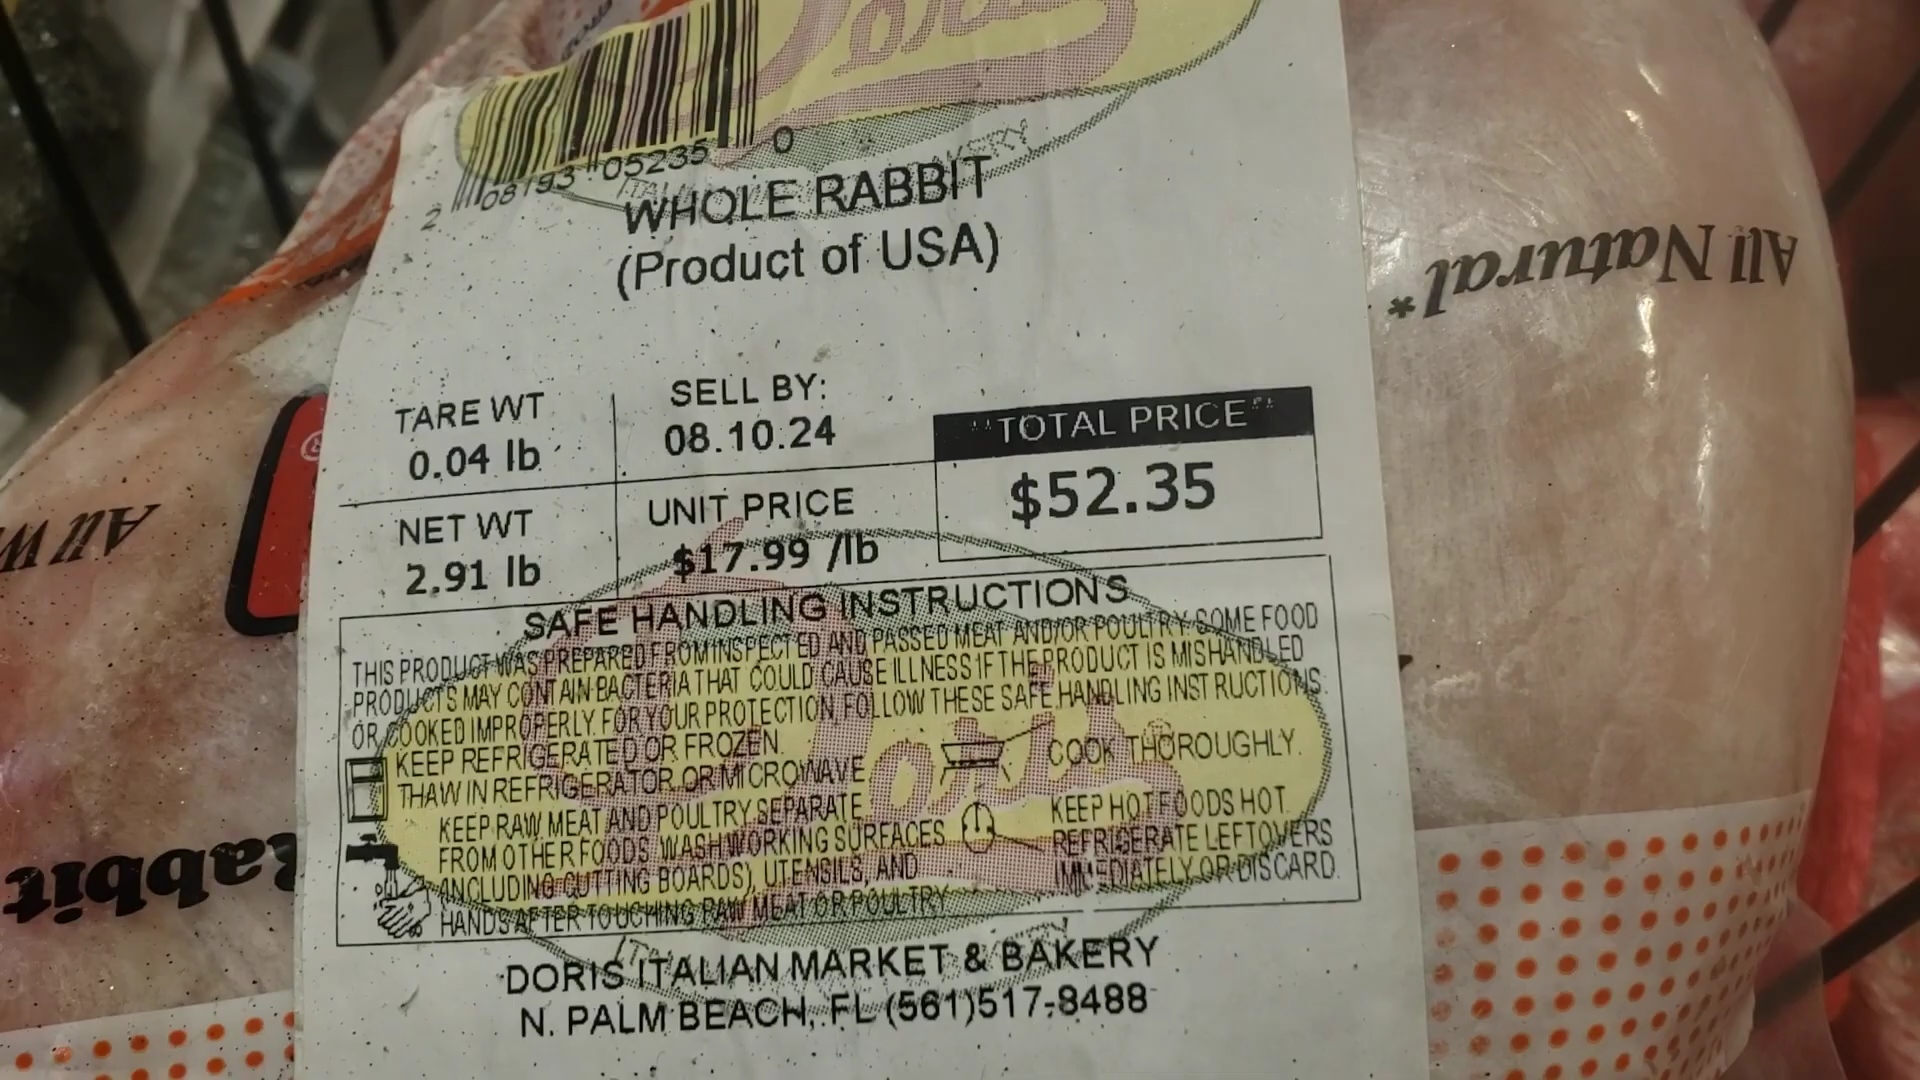 Doris
2 08193 05235 0
WHOLE RABBIT
(Product of USA)
All Natural*
TARE WT
0.04 lb
SELL BY:
08.10.24
"TOTAL PRICE"
$52.35
NET WT
2.91 lb
UNIT PRICE
$17.99 /lb
All
Rabbit
SAFE HANDLING INSTRUCTIONS
THIS PRODUCT WAS PREPARED FROM INSPECTED AND PASSED MEAT AND/OR POULTRY. SOME FOOD
PRODUCTS MAY CONTAIN BACTERIA THAT COULD CAUSE ILLNESS IF THE PRODUCT IS MISHANDLED
OR COOKED IMPROPERLY. FOR YOUR PROTECTION, FOLLOW THESE SAFE HANDLING INSTRUCTIONS.
KEEP REFRIGERATED OR FROZEN.
THAW IN REFRIGERATOR OR MICROWAVE
KEEP RAW MEAT AND POULTRY SEPARATE
FROM OTHER FOODS. WASH WORKING SURFACES
(INCLUDING CUTTING BOARDS), UTENSILS, AND
HANDS AFTER TOUCHING RAW MEAT OR POULTRY
COOK THOROUGHLY.
KEEP HOT FOODS HOT.
REFRIGERATE LEFTOVERS
IMMEDIATELY OR DISCARD.
Doris
DORIS ITALIAN MARKET & BAKERY
N. PALM BEACH, FL (561)517-8488